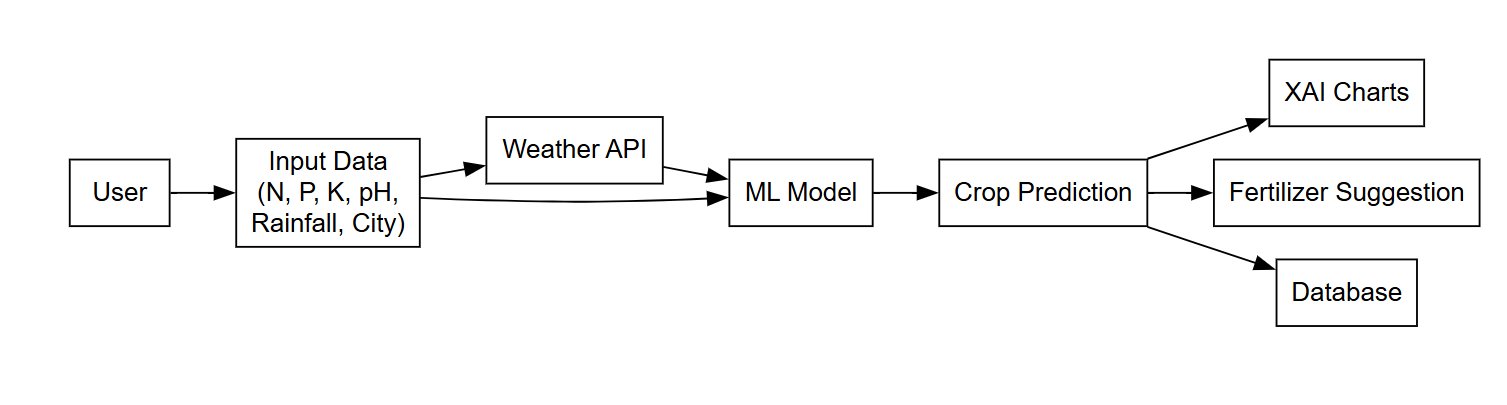 User
Input Data
(N, P, K, pH,
Rainfall, City)
Weather API
ML Model
Crop Prediction
XAI Charts
Fertilizer Suggestion
Database